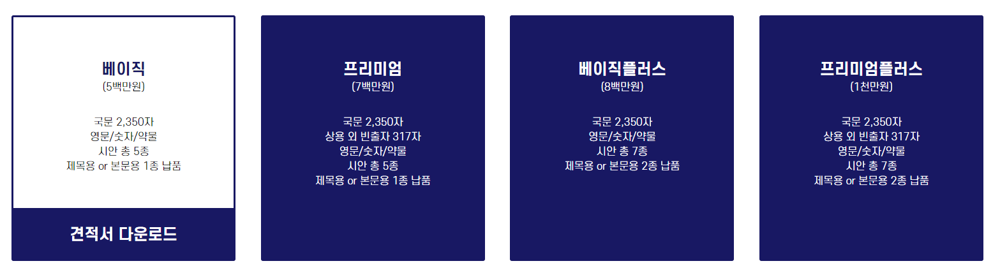 베이직
(5백만원)
국문 2,350자
영문/숫자/약물
시안 총 5종
제목용 or 본문용 1종 납품
견적서 다운로드
프리미엄
(7백만원)
국문 2,350자
상용 외 빈출자 317자
영문/숫자/약물
시안 총 5종
제목용 or 본문용 1종 납품
베이직플러스
(8백만원)
국문 2,350자
영문/숫자/약물
시안 총 7종
제목용 or 본문용 2종 납품
프리미엄플러스
(1천만원)
국문 2,350자
상용 외 빈출자 317자
영문/숫자/약물
시안 총 7종
제목용 or 본문용 2종 납품